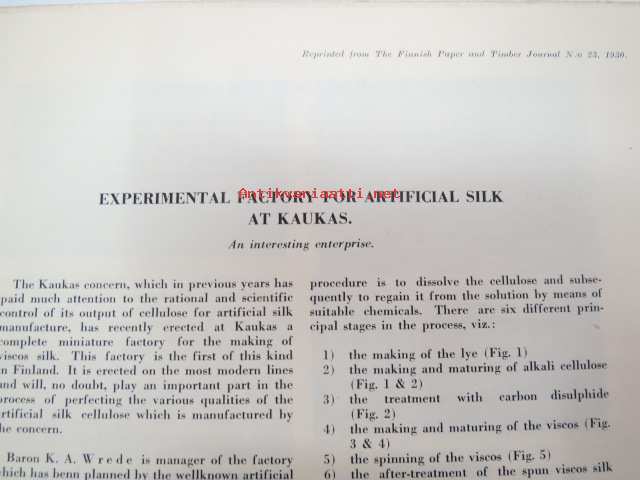 Reprinted from The Finnish Paper and Timber Journal N:o 23, 1930.
Antikvariaatti.net
EXPERIMENTAL FACTORY FOR ARTIFICIAL SILK
AT KAUKAS.
An interesting enterprise.
The Kaukas concern, which in previous years has
paid much attention to the rational and scientific
control of its output of cellulose for artificial silk
manufacture, has recently erected at Kaukas a
complete miniature factory for the making of
viscos silk. This factory is the first of this kind
in Finland. It is erected on the most modern lines
and will, no doubt, play an important part in the
process of perfecting the various qualities of the
artificial silk cellulose which is manufactured by
the concern.
Baron K. A. Wrede is manager of the factory
which has benn planned by the wellknown artificial
procedure is to dissolve the cellulose and subse-
quently to regain it from the solution by means of
suitable chemicals. There are six different prin-
cipal stages in the process, viz.:
1) the making of the lye (Fig. 1)
2) the making and maturing of alkali cellulose
(Fig. 1 & 2)
3) the treatment with carbon disulphide
(Fig. 2)
4) the making and maturing of the viscos (Fig.
3 & 4)
5) the spinning of the viscos (Fig. 5)
6) the after-treatment of the spun viscos silk